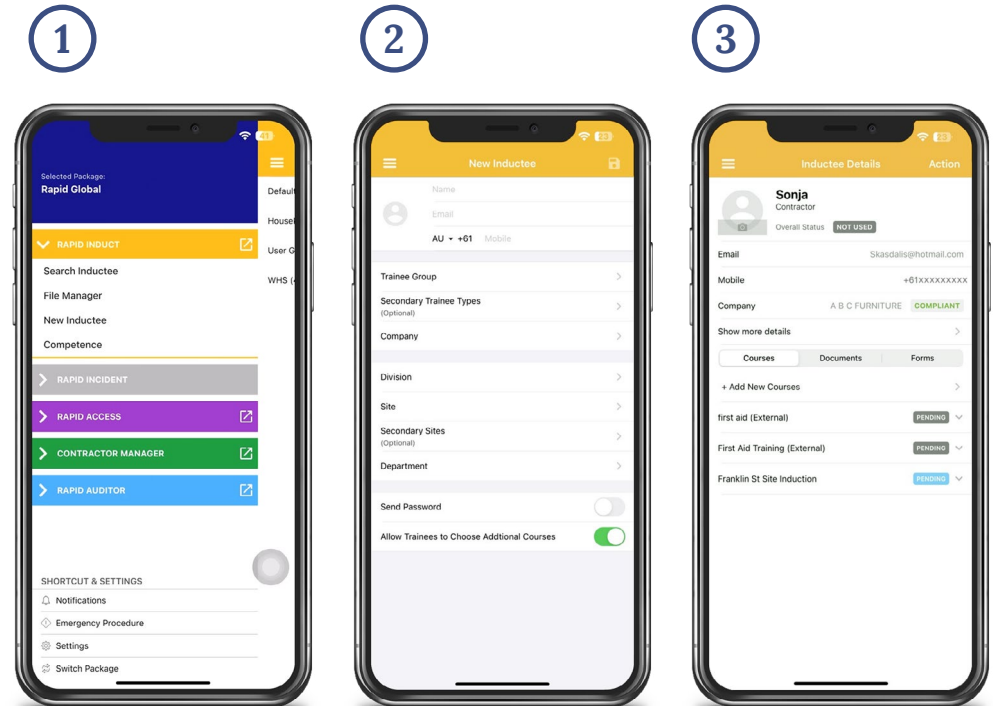 1
2
3
41
Selected Package:
Rapid Global
RAPID INDUCT
Search Inductee
File Manager
New Inductee
Competence
RAPID INCIDENT
RAPID ACCESS
CONTRACTOR MANAGER
RAPID AUDITOR
SHORTCUT & SETTINGS
Notifications
Emergency Procedure
Settings
Switch Package
Default
User G
WHS (
23
New Inductee
Name
Email
AU +61 Mobile
Trainee Group
Secondary Trainee Types
(Optional)
Company
Division
Site
Secondary Sites
(Optional)
Department
Send Password
Allow Trainees to Choose Addtional Courses
Inductee Details Action
Sonja
Contractor
Overall Status NOT USED
Email Skasdalis@hotmail.com
Mobile +61xxxxxxxxx
Company A B C FURNITURE COMPLIANT
Show more details
Courses Documents Forms
+ Add New Courses
first aid (External) PENDING
First Aid Training (External) PENDING
Franklin St Site Induction PENDING